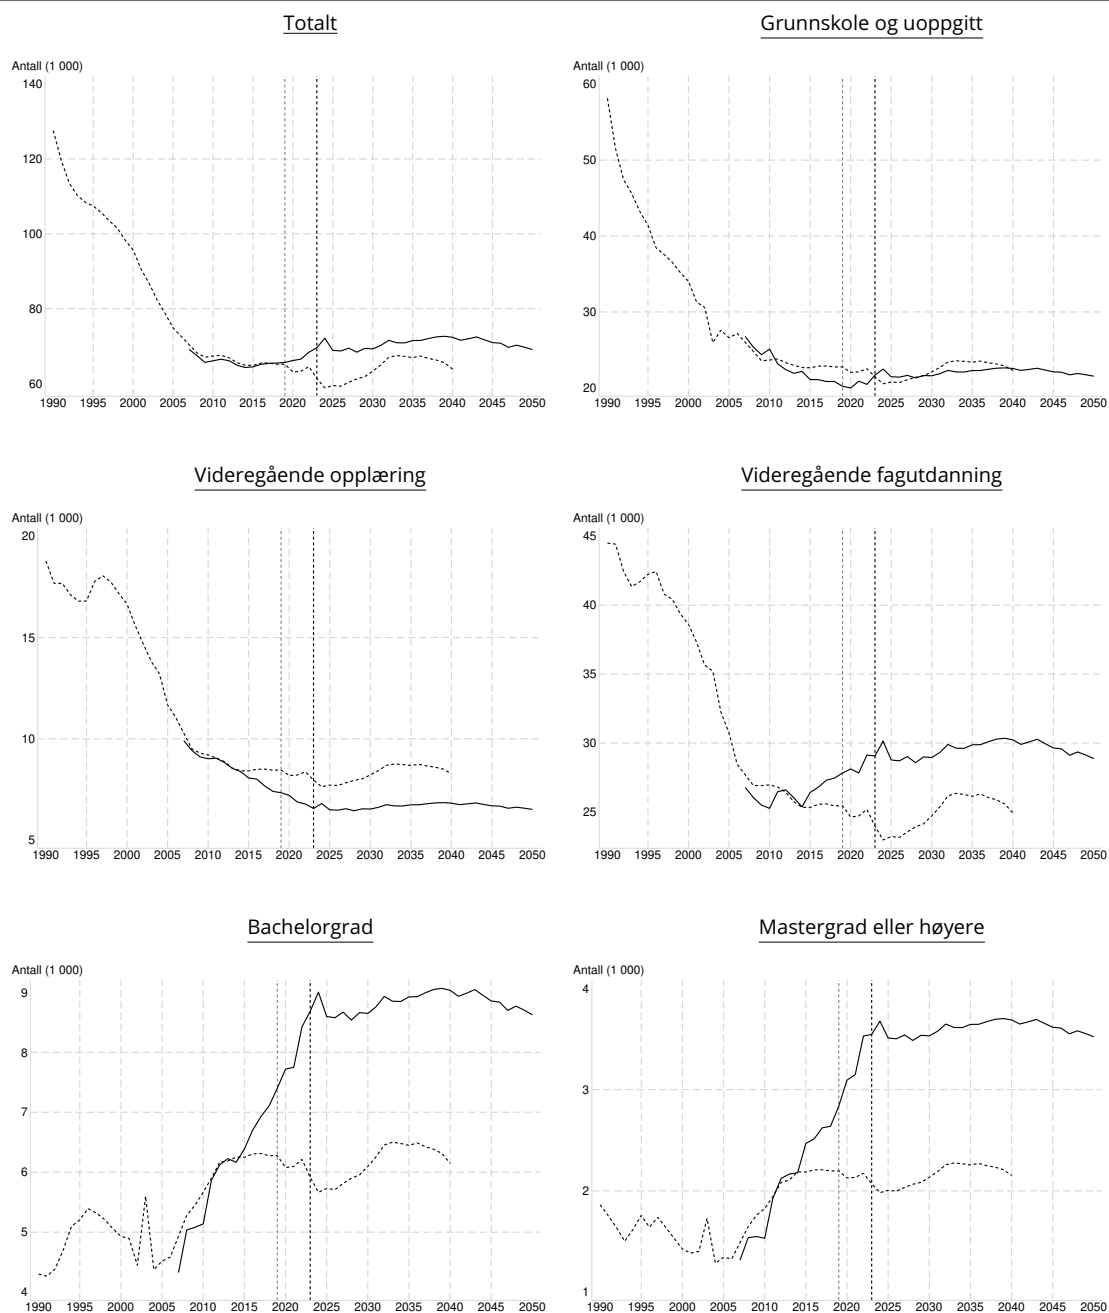 Totalt
Antall (1 000)
140
120
100
80
60
1990 1995 2000 2005 2010 2015 2020 2025 2030 2035 2040 2045 2050
Grunnskole og uoppgitt
Antall (1 000)
60
50
40
30
20
1990 1995 2000 2005 2010 2015 2020 2025 2030 2035 2040 2045 2050
Videregående opplæring
Antall (1 000)
20
15
10
5
1990 1995 2000 2005 2010 2015 2020 2025 2030 2035 2040 2045 2050
Videregående fagutdanning
Antall (1 000)
45
40
35
30
25
1990 1995 2000 2005 2010 2015 2020 2025 2030 2035 2040 2045 2050
Bachelorgrad
Antall (1 000)
9
8
7
6
5
4
1990 1995 2000 2005 2010 2015 2020 2025 2030 2035 2040 2045 2050
Mastergrad eller høyere
Antall (1 000)
4
3
2
1
1990 1995 2000 2005 2010 2015 2020 2025 2030 2035 2040 2045 2050